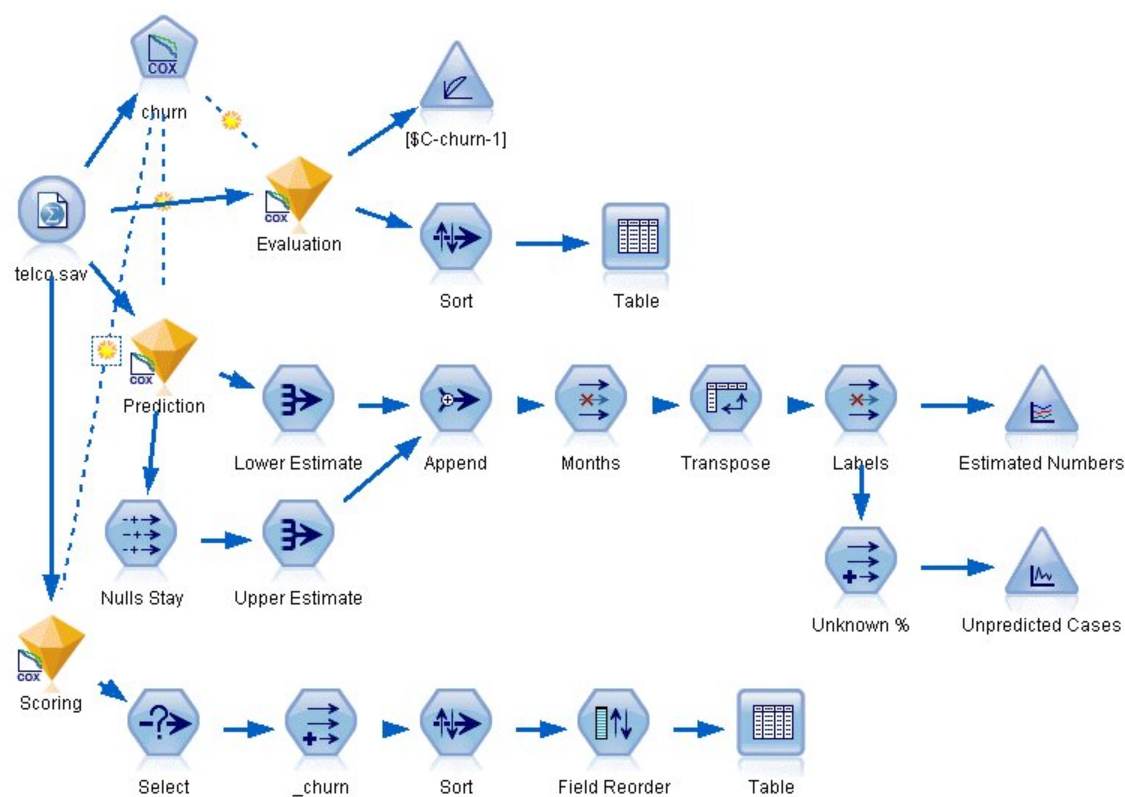 COX
churn
[$C-churn-1]
COX
Evaluation
telco.sav
Sort
Table
COX
Prediction
Lower Estimate
Append
Months
Transpose
Labels
Estimated Numbers
Nulls Stay
Upper Estimate
Unknown %
Unpredicted Cases
COX
Scoring
Select
_churn
Sort
Field Reorder
Table